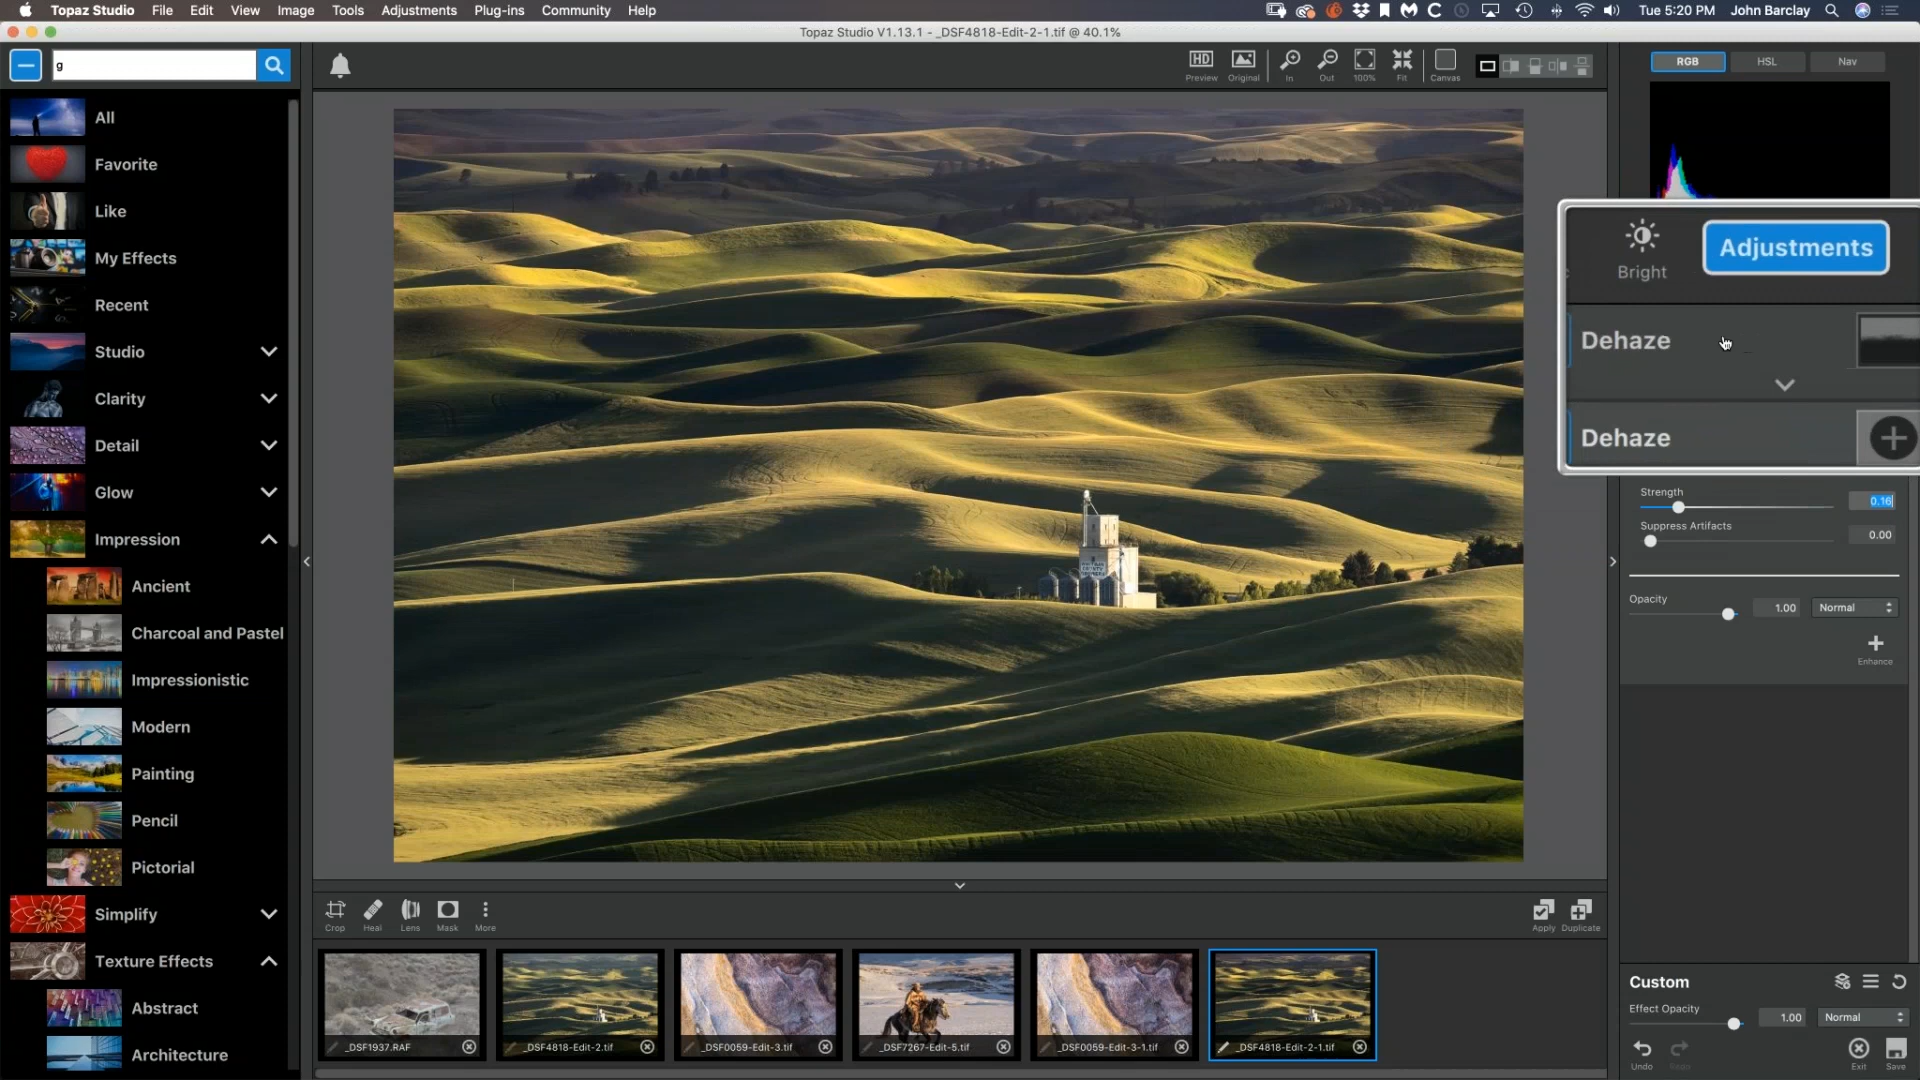 Topaz Studio File Edit View Image Tools Adjustments Plug-ins Community Help Tue 5:20 PM John Barclay
Topaz Studio V1.13.1 - _DSF4818-Edit-2-1.tif @ 40.1%
g
HD Preview Original In Out 100% Fit Canvas
RGB HSL Nav
All
Favorite
Like
My Effects
Recent
Studio
Clarity
Detail
Glow
Impression
Ancient
Charcoal and Pastel
Impressionistic
Modern
Painting
Pencil
Pictorial
Simplify
Texture Effects
Abstract
Architecture
Bright Adjustments
Dehaze
Dehaze
Strength 0.16
Suppress Artifacts 0.00
Opacity 1.00 Normal
Enhance
Crop Heal Lens Mask More Apply Duplicate
_DSF1937.RAF _DSF4818-Edit-2.tif _DSF0059-Edit-3.tif _DSF7267-Edit-5.tif _DSF0059-Edit-3-1.tif _DSF4818-Edit-2-1.tif
Custom
Effect Opacity 1.00 Normal
Undo Redo Exit Save